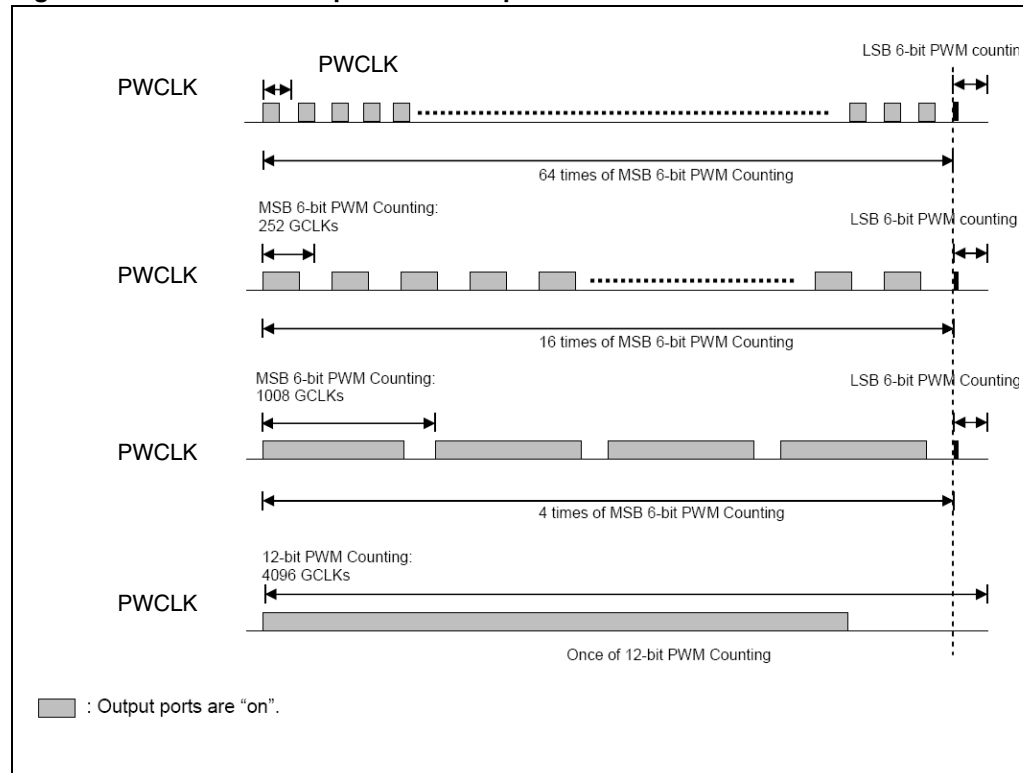 LSB 6-bit PWM countin
PWCLK
PWCLK
64 times of MSB 6-bit PWM Counting
MSB 6-bit PWM Counting:
252 GCLKs
LSB 6-bit PWM counting
PWCLK
16 times of MSB 6-bit PWM Counting
MSB 6-bit PWM Counting:
1008 GCLKs
LSB 6-bit PWM Counting
PWCLK
4 times of MSB 6-bit PWM Counting
12-bit PWM Counting:
4096 GCLKs
PWCLK
Once of 12-bit PWM Counting
: Output ports are “on”.